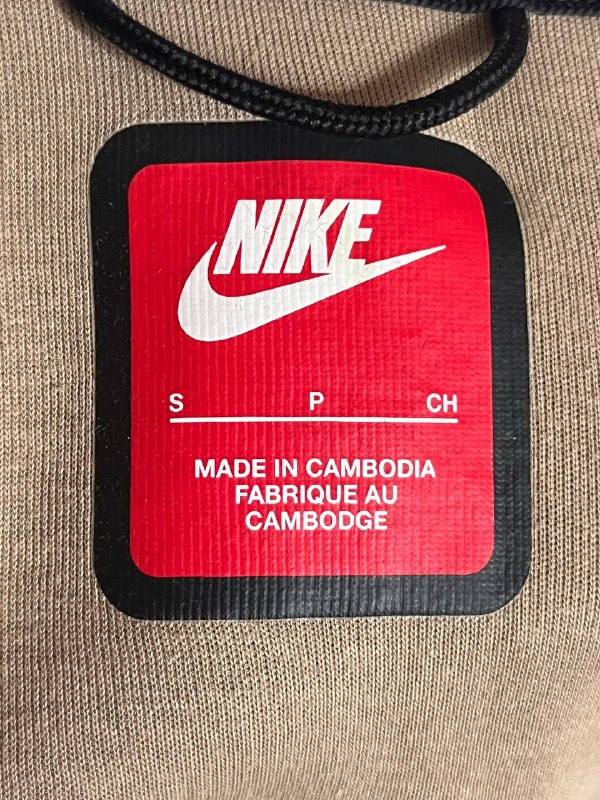 NIKE
S P CH
MADE IN CAMBODIA
FABRIQUE AU
CAMBODGE